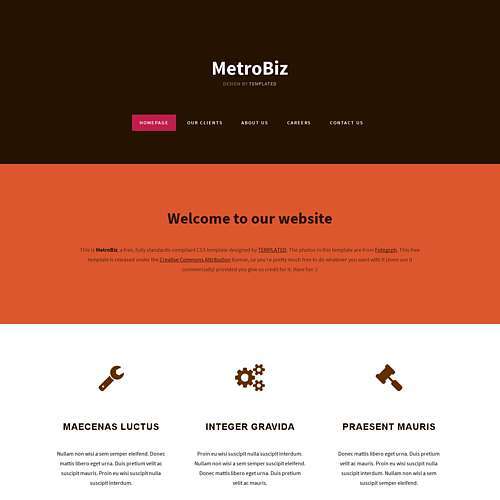 MetroBiz
DESIGN BY TEMPLATED
HOMEPAGE OUR CLIENTS ABOUT US CAREERS CONTACT US
Welcome to our website
This is MetroBiz, a free, fully standards-compliant CSS template designed by TEMPLATED. The photos in this template are from Fotogrph. This free
template is released under the Creative Commons Attribution license, so you're pretty much free to do whatever you want with it (even use it
commercially) provided you give us credit for it. Have fun :)
MAECENAS LUCTUS INTEGER GRAVIDA PRAESENT MAURIS
Nullam non wisi a sem semper eleifend. Donec
mattis libero eget urna. Duis pretium velit ac
suscipit mauris. Proin eu wisi suscipit nulla
suscipit interdum.
Proin eu wisi suscipit nulla suscipit interdum.
Nullam non wisi a sem semper suscipit eleifend.
Donec mattis libero eget urna. Duis pretium
velit ac mauris.
Donec mattis libero eget urna. Duis pretium
velit ac mauris. Proin eu wisi suscipit nulla
suscipit interdum. Nullam non wisi a sem
semper suscipit eleifend.